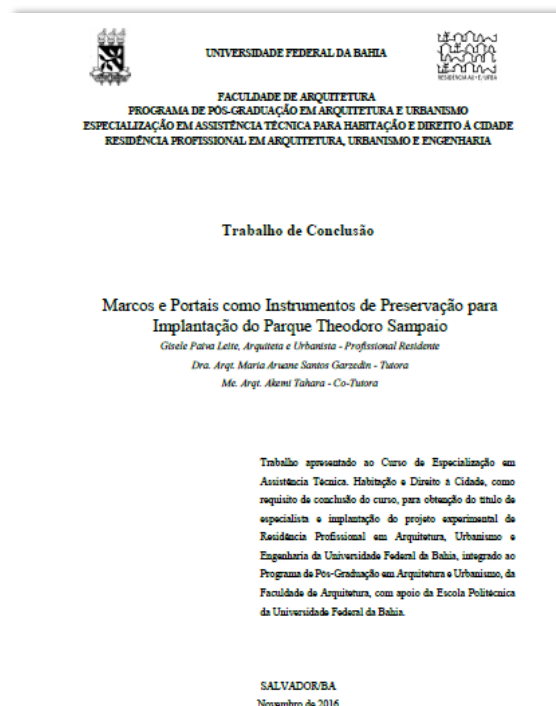 UNIVERSIDADE FEDERAL DA BAHIA
RESIDÊNCIA AU+E/UFBA
FACULDADE DE ARQUITETURA
PROGRAMA DE PÓS-GRADUAÇÃO EM ARQUITETURA E URBANISMO
ESPECIALIZAÇÃO EM ASSISTÊNCIA TÉCNICA PARA HABITAÇÃO E DIREITO À CIDADE
RESIDÊNCIA PROFISSIONAL EM ARQUITETURA, URBANISMO E ENGENHARIA
Trabalho de Conclusão
Marcos e Portais como Instrumentos de Preservação para
Implantação do Parque Theodoro Sampaio
Gisele Paiva Leite, Arquiteta e Urbanista - Profissional Residente
Dra. Arqt. Maria Aruane Santos Garzedin - Tutora
Me. Arqt. Akemi Tahara - Co-Tutora
Trabalho apresentado ao Curso de Especialização em
Assistência Técnica. Habitação e Direito à Cidade, como
requisito de conclusão do curso, para obtenção do título de
especialista e implantação do projeto experimental de
Residência Profissional em Arquitetura, Urbanismo e
Engenharia da Universidade Federal da Bahia, integrado ao
Programa de Pós-Graduação em Arquitetura e Urbanismo, da
Faculdade de Arquitetura, com apoio da Escola Politécnica
da Universidade Federal da Bahia.
SALVADOR/BA
Novembro de 2016